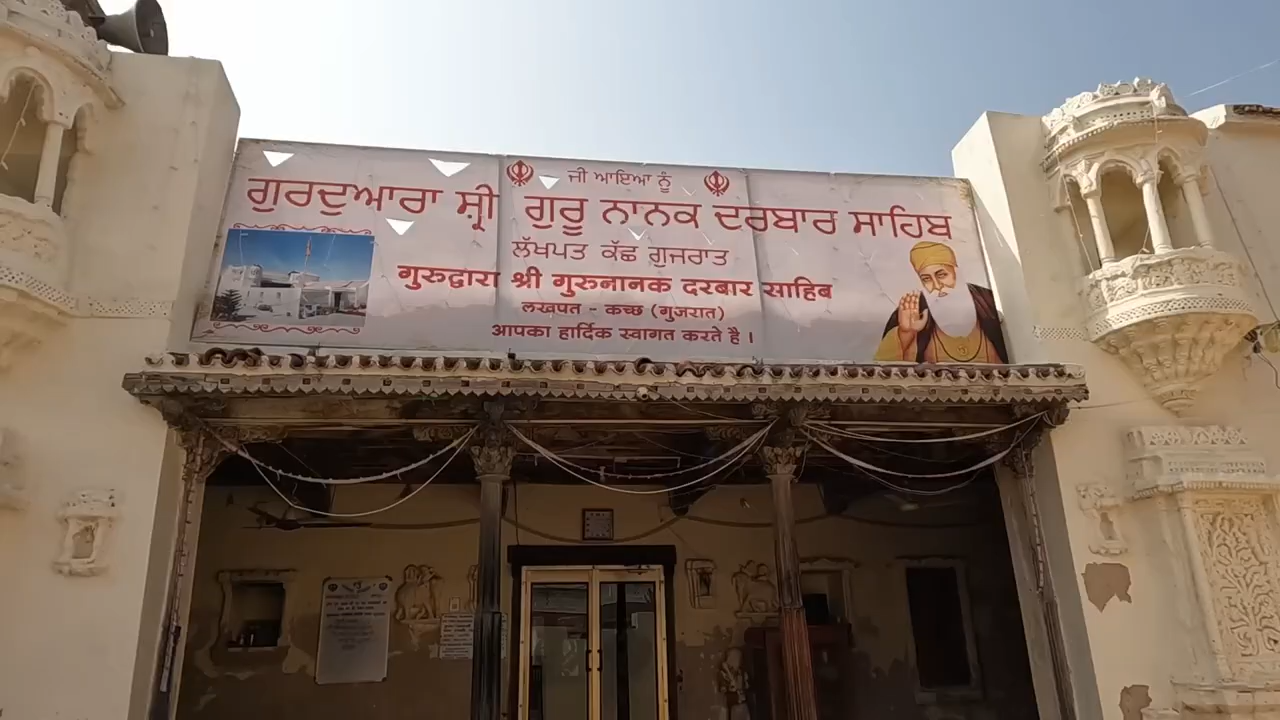 ਜੀ ਆਇਆ ਨੂੰ
ਗੁਰਦੁਆਰਾ ਸ਼੍ਰੀ ਗੁਰੂ ਨਾਨਕ ਦਰਬਾਰ ਸਾਹਿਬ
ਲੱਖਪਤ ਕੱਛ ਗੁਜਰਾਤ
गुरुद्वारा श्री गुरुनानक दरबार साहिब
लखपत - कच्छ (गुजरात)
आपका हार्दिक स्वागत करते है ।